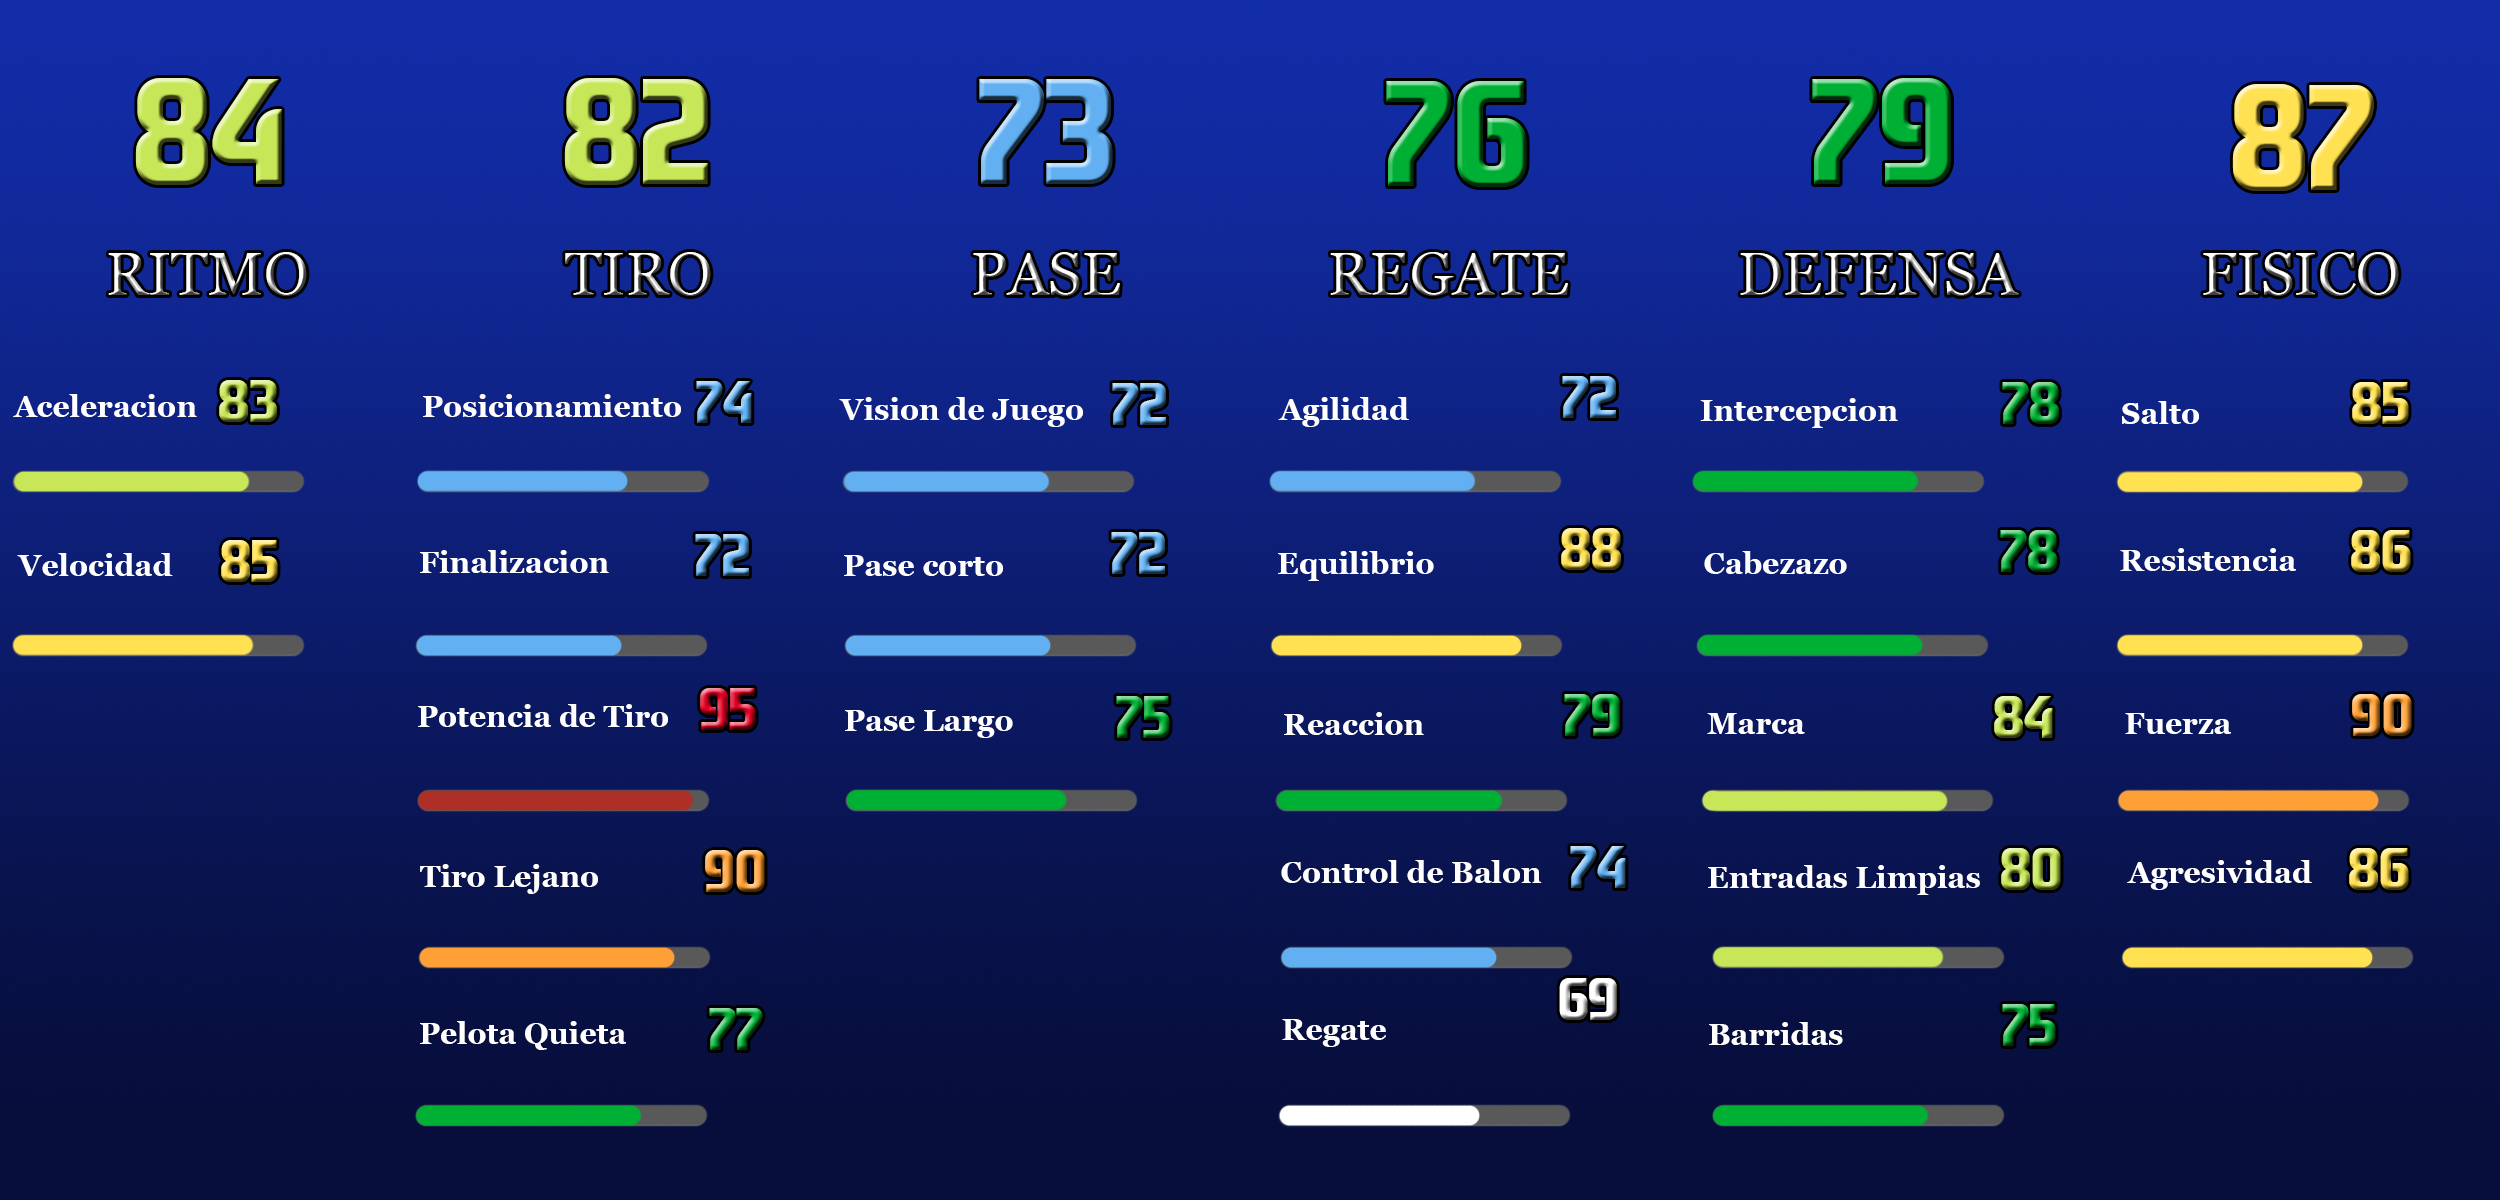 84 82 73 76 79 87
RITMO TIRO PASE REGATE DEFENSA FISICO
Aceleracion 83 Posicionamiento 74 Vision de Juego 72 Agilidad 72 Intercepcion 78 Salto 85
Velocidad 85 Finalizacion 72 Pase corto 72 Equilibrio 88 Cabezazo 78 Resistencia 86
Potencia de Tiro 95 Pase Largo 75 Reaccion 79 Marca 84 Fuerza 90
Tiro Lejano 90 Control de Balon 74 Entradas Limpias 80 Agresividad 86
Pelota Quieta 77 Regate 69 Barridas 75